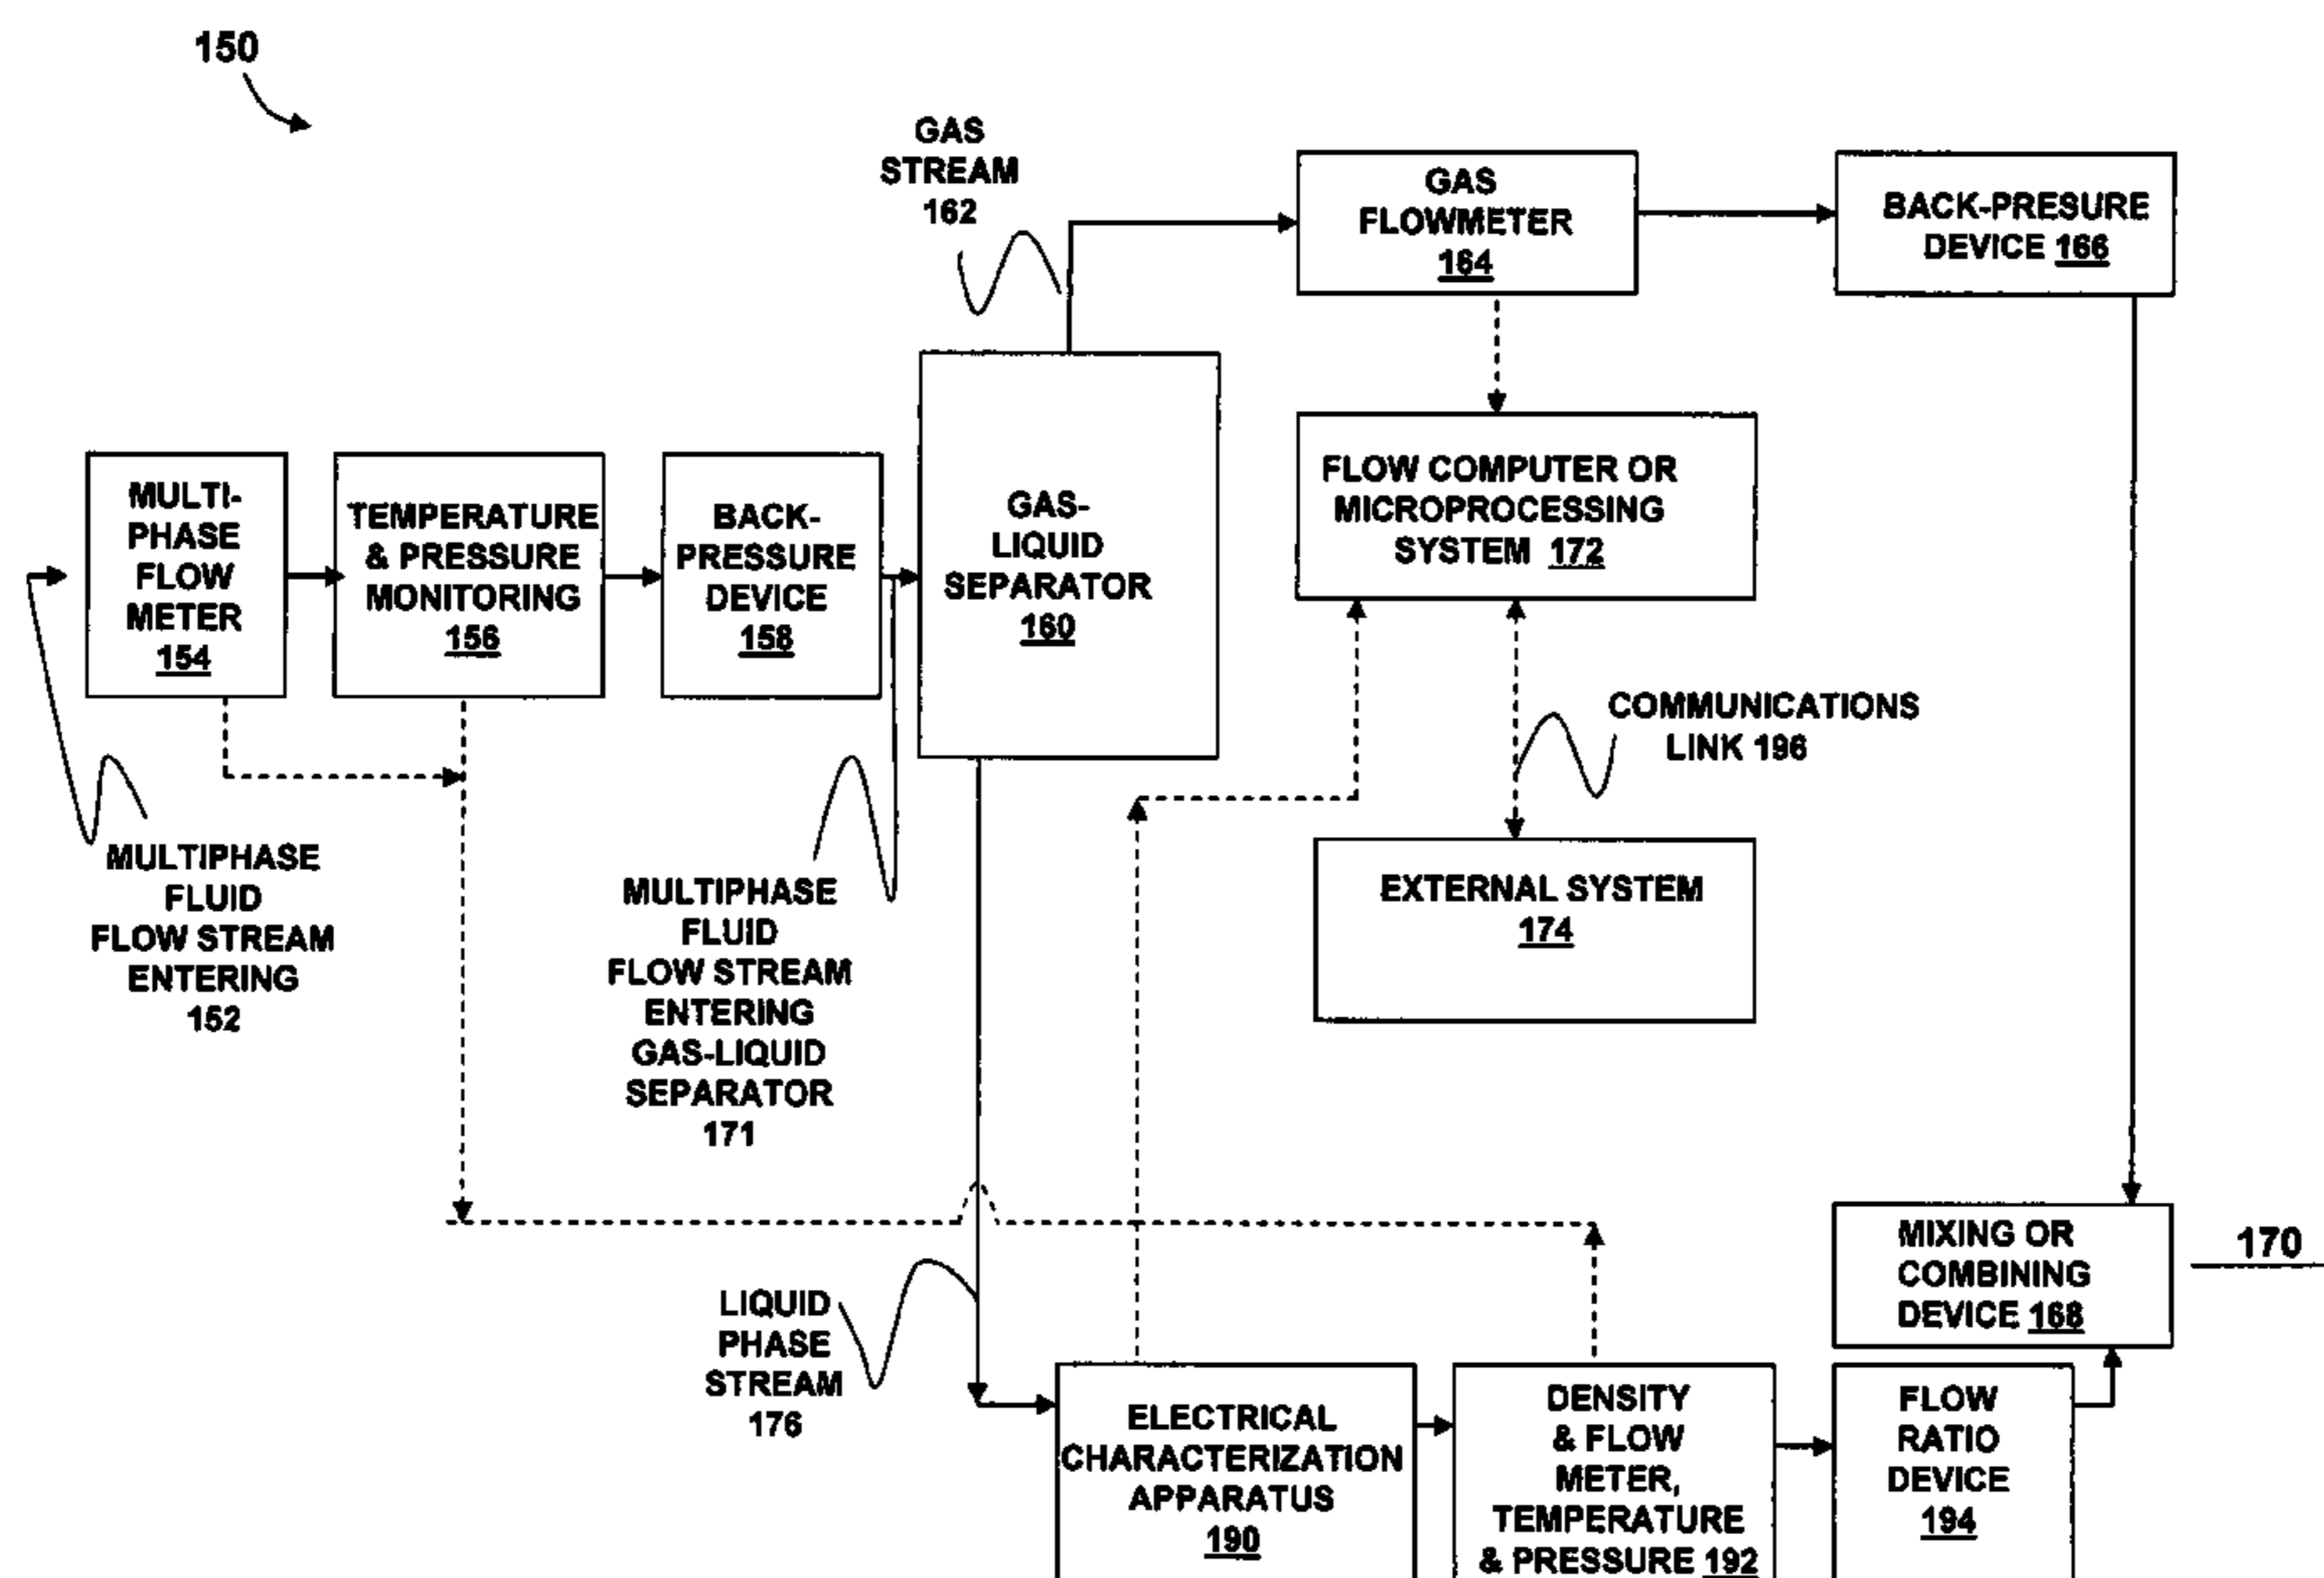 150
GAS
STREAM
162
GAS
FLOWMETER
164
BACK-PRESURE
DEVICE 166
MULTI-
PHASE
FLOW
METER
154
TEMPERATURE
& PRESSURE
MONITORING
156
BACK-
PRESSURE
DEVICE
158
GAS-
LIQUID
SEPARATOR
160
FLOW COMPUTER OR
MICROPROCESSING
SYSTEM 172
COMMUNICATIONS
LINK 196
EXTERNAL SYSTEM
174
MULTIPHASE
FLUID
FLOW STREAM
ENTERING
152
MULTIPHASE
FLUID
FLOW STREAM
ENTERING
GAS-LIQUID
SEPARATOR
171
MIXING OR
COMBINING
DEVICE 168
170
LIQUID
PHASE
STREAM
176
ELECTRICAL
CHARACTERIZATION
APPARATUS
190
DENSITY
& FLOW
METER,
TEMPERATURE
& PRESSURE 192
FLOW
RATIO
DEVICE
194